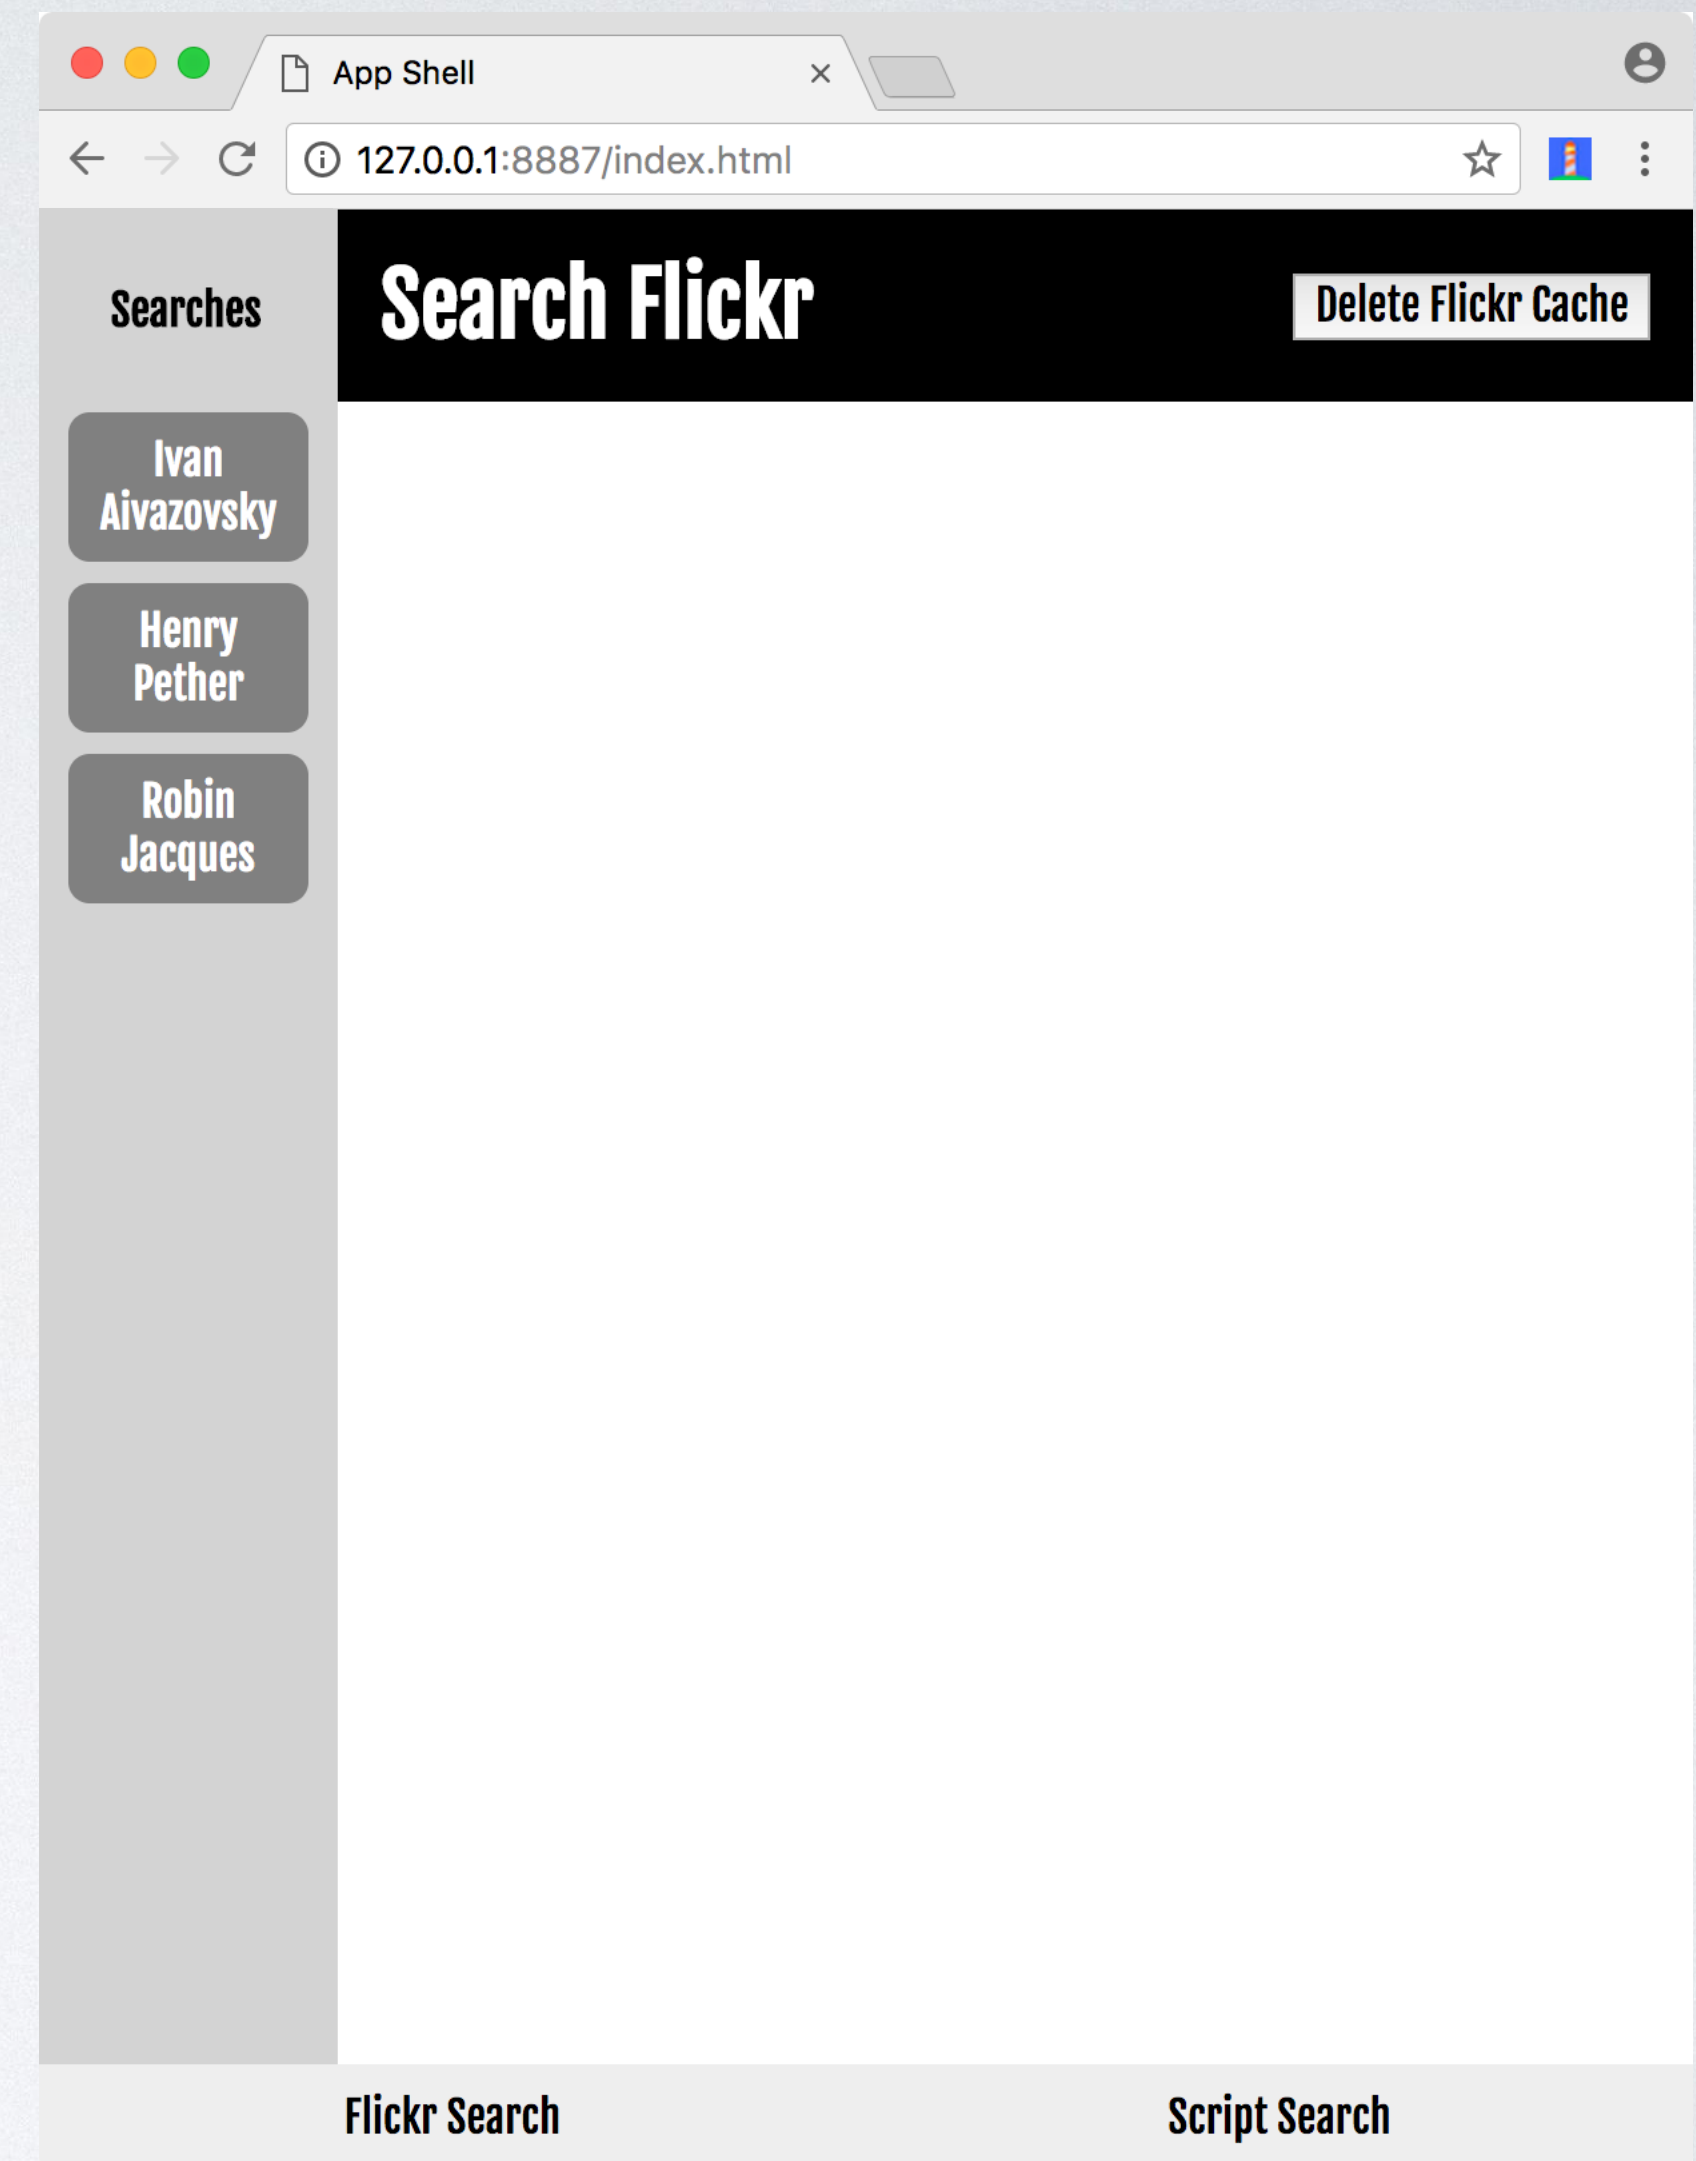 App Shell
127.0.0.1:8887/index.html
Searches
Search Flickr
Delete Flickr Cache
Ivan
Aivazovsky
Henry
Pether
Robin
Jacques
Flickr Search
Script Search